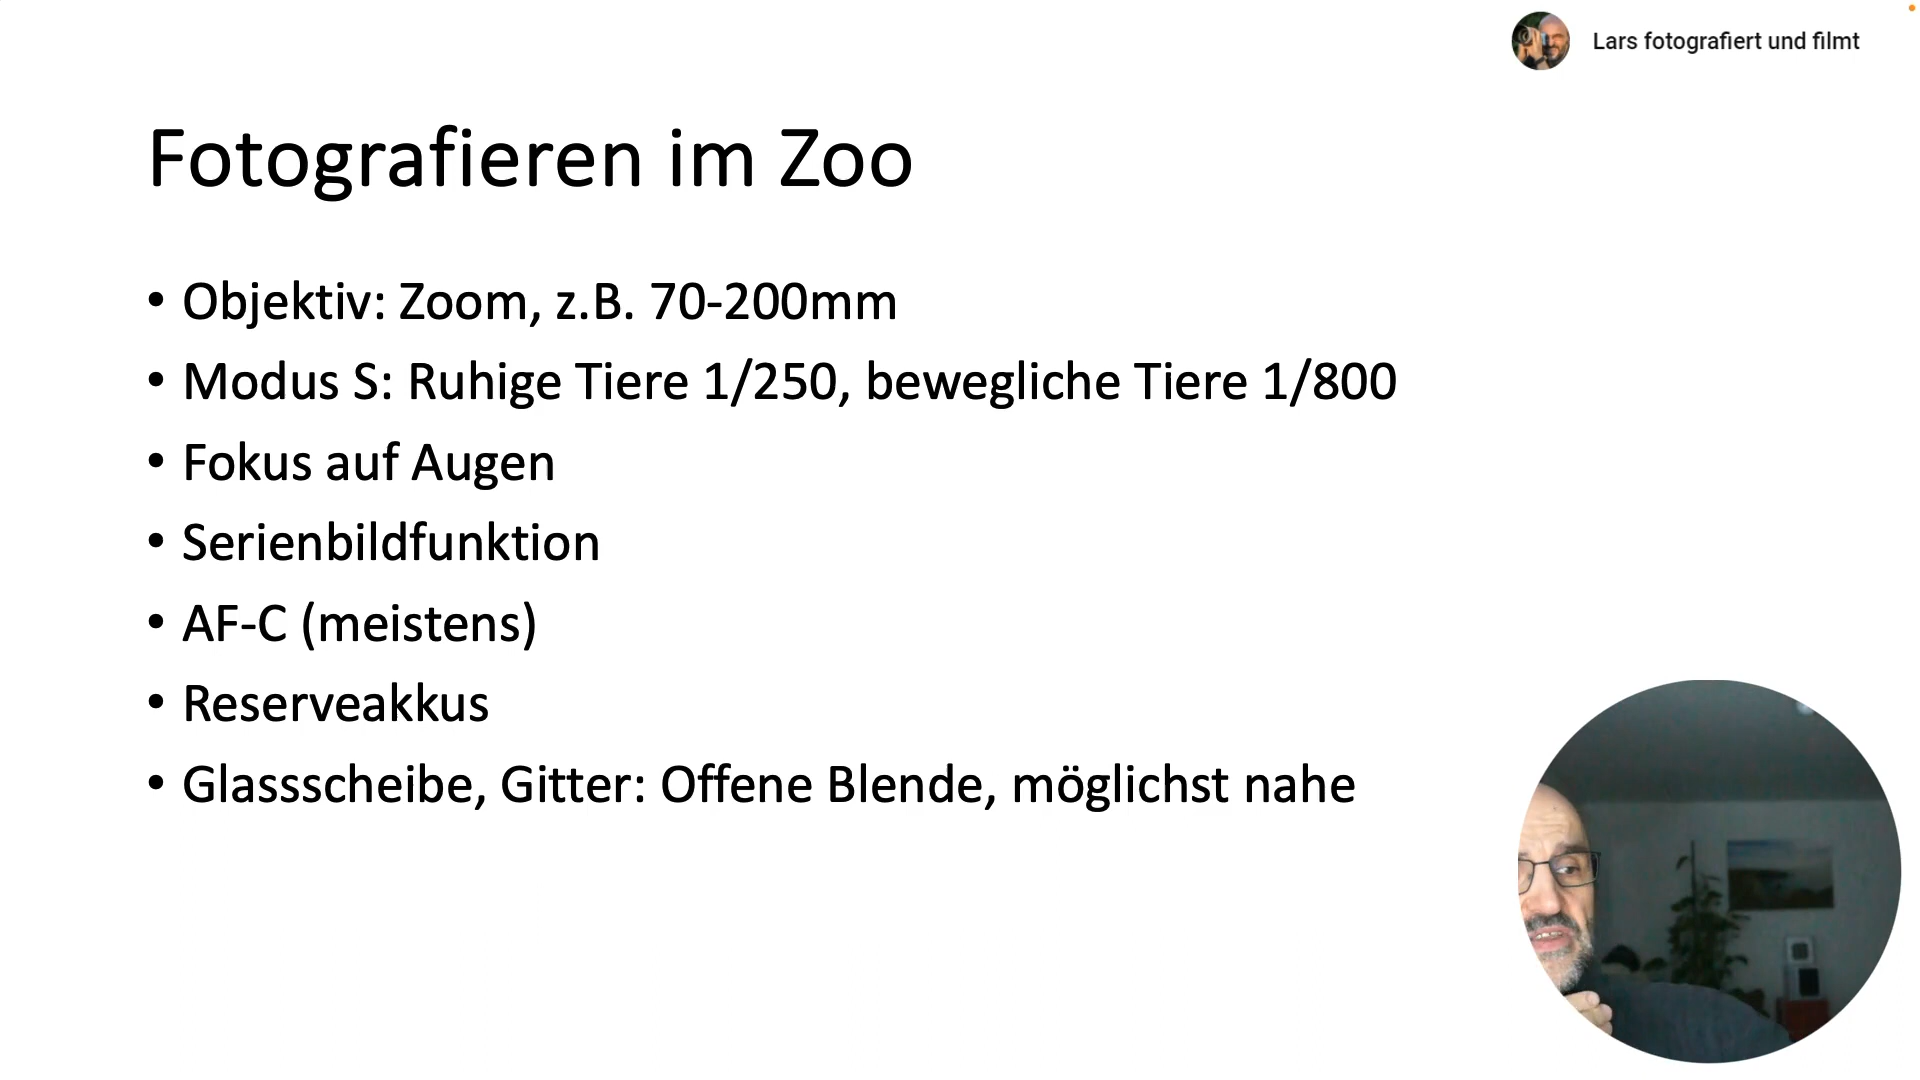 Lars fotografiert und filmt
Fotografieren im Zoo
• Objektiv: Zoom, z.B. 70-200mm
• Modus S: Ruhige Tiere 1/250, bewegliche Tiere 1/800
• Fokus auf Augen
• Serienbildfunktion
• AF-C (meistens)
• Reserveakkus
• Glassscheibe, Gitter: Offene Blende, möglichst nahe